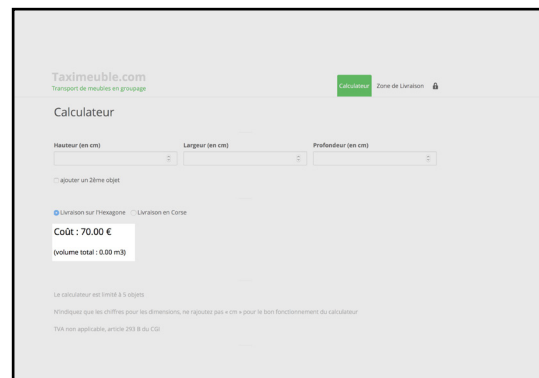 Taximeuble.com
Transport de meubles en groupage
Calculateur Zone de Livraison
Calculateur
Hauteur (en cm) Largeur (en cm) Profondeur (en cm)
ajouter un 2ème objet
Livraison sur l'Hexagone Livraison en Corse
Coût : 70.00 €
(volume total : 0.00 m3)
Le calculateur est limité à 5 objets
N'indiquez que les chiffres pour les dimensions, ne rajoutez pas « cm » pour le bon fonctionnement du calculateur
TVA non applicable, article 293 B du CGI